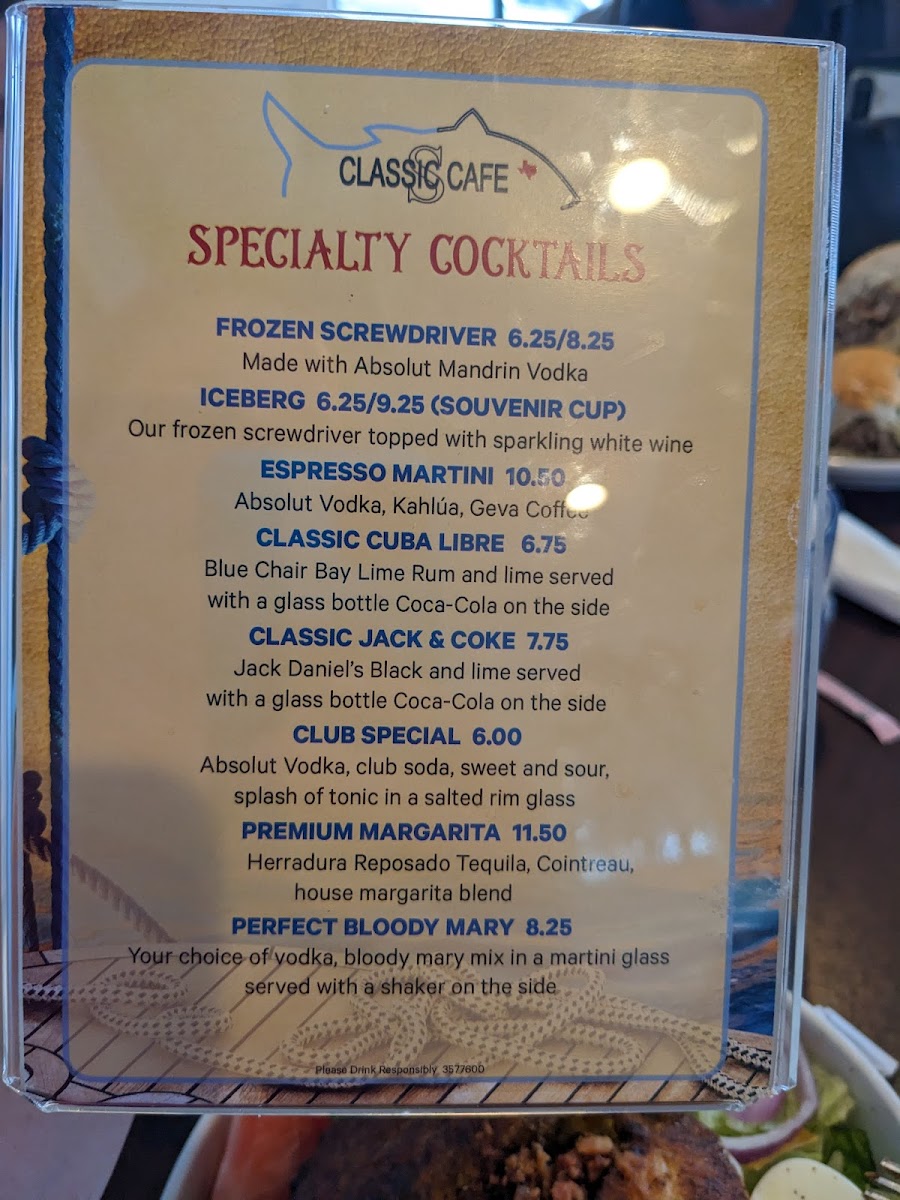 CLASSIC S CAFE
SPECIALTY COCKTAILS
FROZEN SCREWDRIVER 6.25/8.25
Made with Absolut Mandrin Vodka
ICEBERG 6.25/9.25 (SOUVENIR CUP)
Our frozen screwdriver topped with sparkling white wine
ESPRESSO MARTINI 10.50
Absolut Vodka, Kahlúa, Geva Coffee
CLASSIC CUBA LIBRE 6.75
Blue Chair Bay Lime Rum and lime served
with a glass bottle Coca-Cola on the side
CLASSIC JACK & COKE 7.75
Jack Daniel's Black and lime served
with a glass bottle Coca-Cola on the side
CLUB SPECIAL 6.00
Absolut Vodka, club soda, sweet and sour,
splash of tonic in a salted rim glass
PREMIUM MARGARITA 11.50
Herradura Reposado Tequila, Cointreau,
house margarita blend
PERFECT BLOODY MARY 8.25
Your choice of vodka, bloody mary mix in a martini glass
served with a shaker on the side
Please Drink Responsibly 3577600